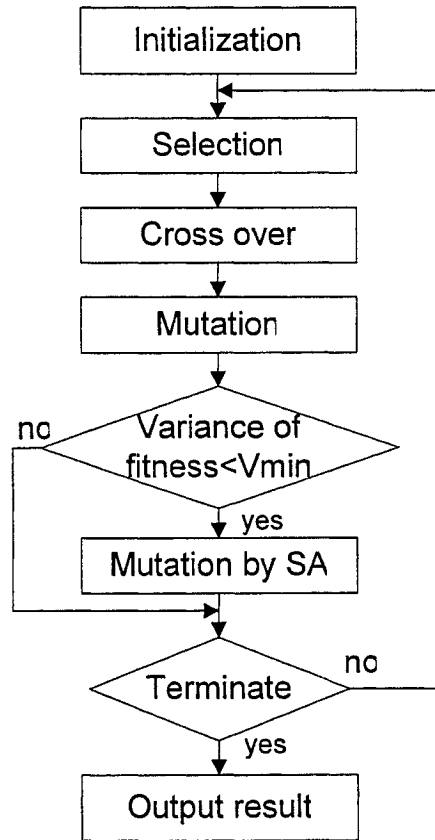 Initialization
Selection
Cross over
Mutation
no
Variance of
fitness<Vmin
yes
Mutation by SA
no
Terminate
yes
Output result